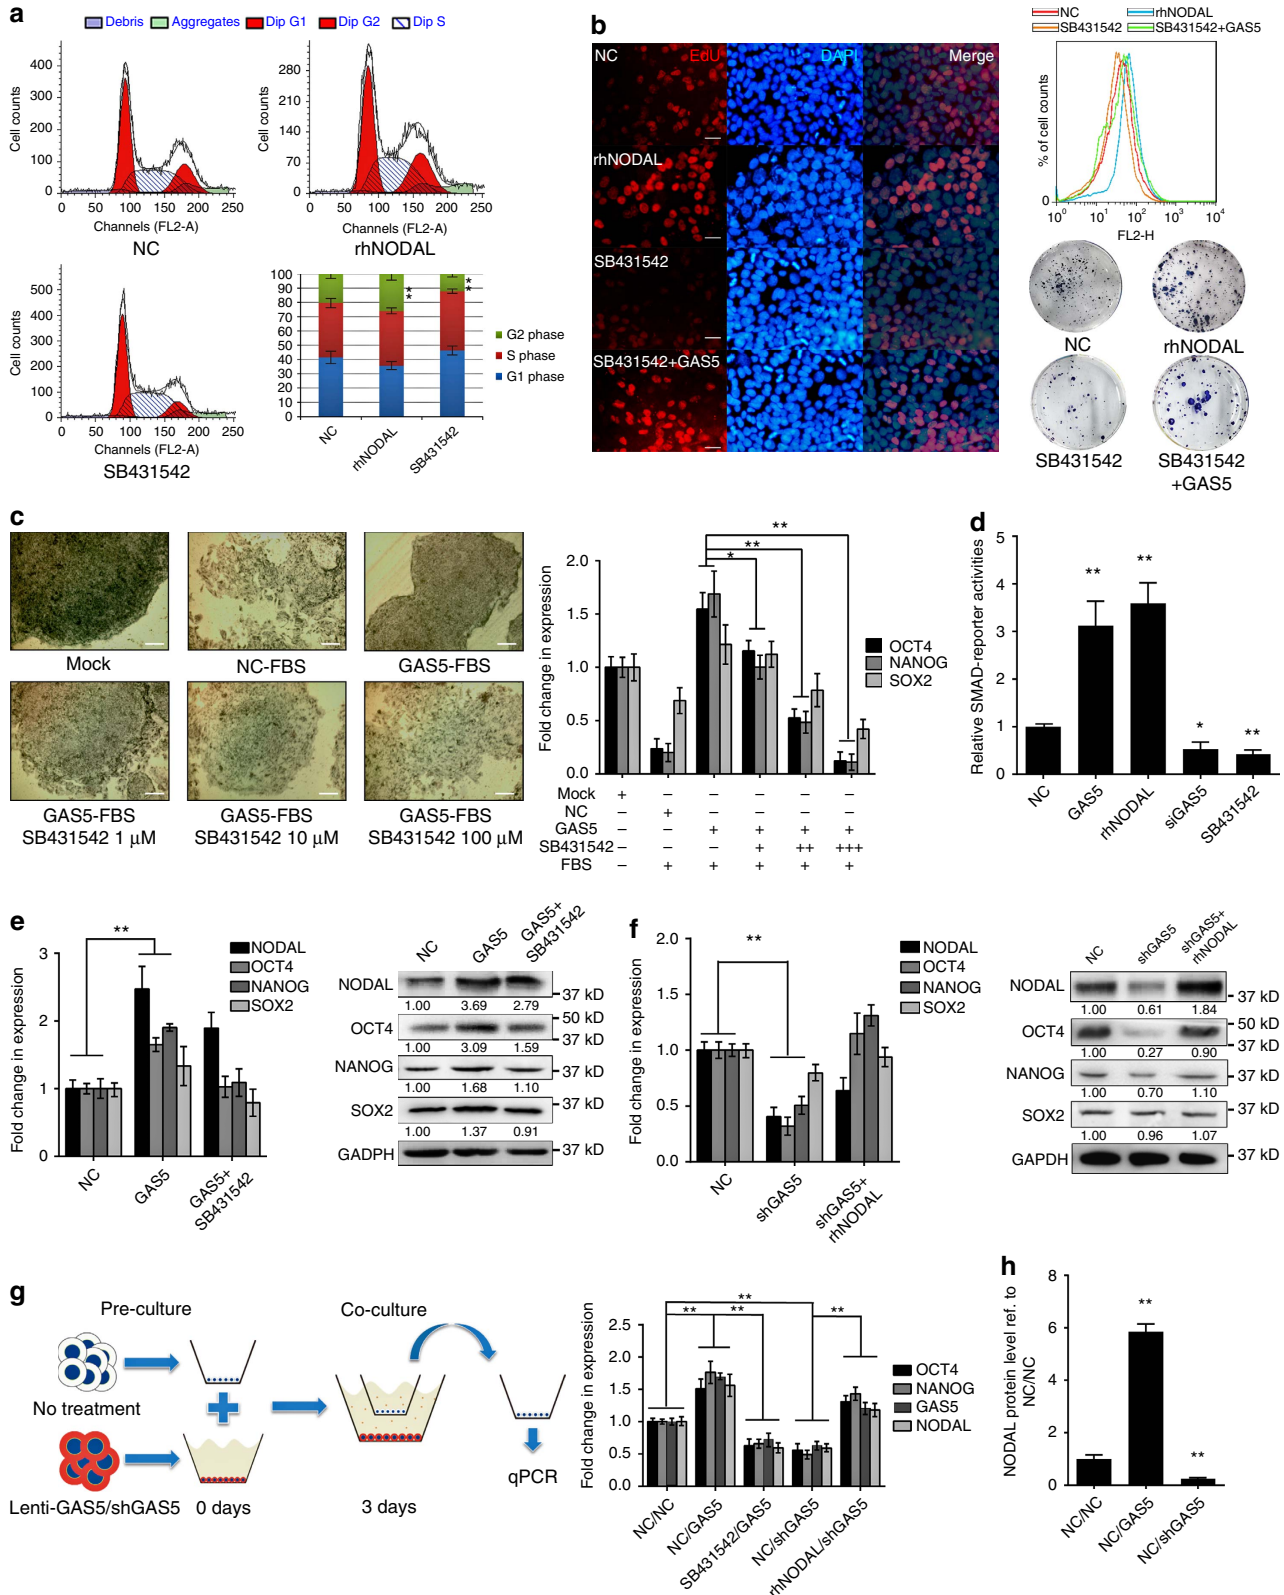 a
Debris Aggregates Dip G1 Dip G2 Dip S
Cell counts
400
300
200
100
0
0 50 100 150 200 250
Channels (FL2-A)
NC
Cell counts
280
210
140
70
0
0 50 100 150 200 250
Channels (FL2-A)
rhNODAL
Cell counts
500
400
300
200
100
0
0 50 100 150 200 250
Channels (FL2-A)
SB431542
100
90
80
70
60
50
40
30
20
10
0
**
**
G2 phase
S phase
G1 phase
NC
rhNODAL
SB431542
b
NC EdU DAPI Merge
rhNODAL
SB431542
SB431542+GAS5
NC rhNODAL
SB431542 SB431542+GAS5
% of cell counts
10⁰ 10¹ 10² 10³ 10⁴
FL2-H
NC rhNODAL
SB431542 SB431542
+GAS5
c
Mock NC-FBS GAS5-FBS
GAS5-FBS GAS5-FBS GAS5-FBS
SB431542 1 μM SB431542 10 μM SB431542 100 μM
Fold change in expression
2.0
1.5
1.0
0.5
0.0
*
**
**
OCT4
NANOG
SOX2
Mock + – – – – –
NC – + – – – –
GAS5 – – + + + +
SB431542 – – – + ++ +++
FBS – + + + + +
d
Relative SMAD-reporter activities
5
4
3
2
1
0
** ** * **
NC
GAS5
rhNODAL
siGAS5
SB431542
e
Fold change in expression
3
2
1
0
**
NODAL
OCT4
NANOG
SOX2
NC
GAS5
GAS5+
SB431542
NC GAS5 GAS5+
SB431542
NODAL 37 kD
1.00 3.69 2.79
OCT4 50 kD
37 kD
1.00 3.09 1.59
NANOG 37 kD
1.00 1.68 1.10
SOX2 37 kD
1.00 1.37 0.91
GADPH 37 kD
f
Fold change in expression
2.0
1.5
1.0
0.5
0.0
**
NODAL
OCT4
NANOG
SOX2
NC
shGAS5
shGAS5+
rhNODAL
NC shGAS5 shGAS5+
rhNODAL
NODAL 37 kD
1.00 0.61 1.84
OCT4 50 kD
37 kD
1.00 0.27 0.90
NANOG 37 kD
1.00 0.70 1.10
SOX2 37 kD
1.00 0.96 1.07
GAPDH 37 kD
g
Pre-culture Co-culture
No treatment
Lenti-GAS5/shGAS5 0 days 3 days
qPCR
Fold change in expression
2.5
2.0
1.5
1.0
0.5
0.0
**
** ** **
OCT4
NANOG
GAS5
NODAL
NC/NC
NC/GAS5
SB431542/GAS5
NC/shGAS5
rhNODAL/shGAS5
h
NODAL protein level ref. to
NC/NC
8
6
4
2
0
**
**
NC/NC
NC/GAS5
NC/shGAS5